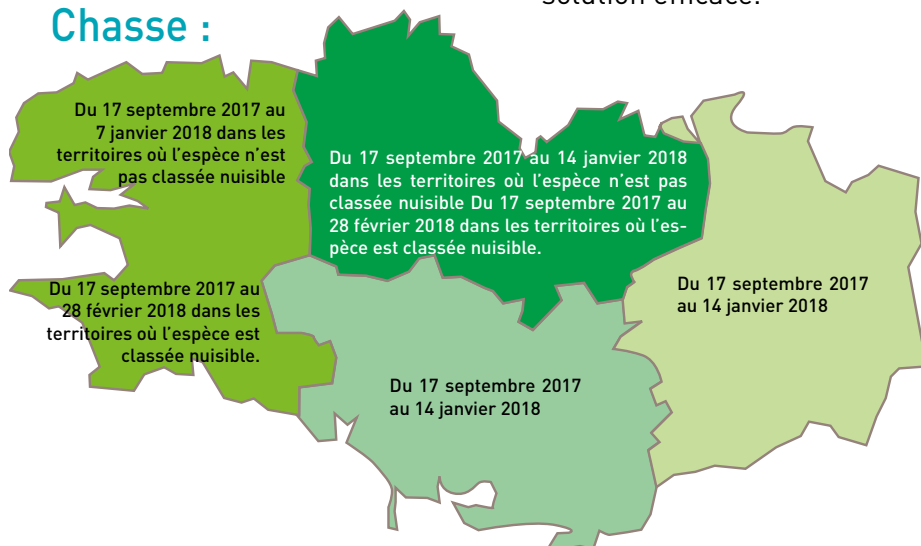 solution efficace.
Chasse :
Du 17 septembre 2017 au
7 janvier 2018 dans les
territoires où l'espèce n'est
pas classée nuisible
Du 17 septembre 2017 au 14 janvier 2018
dans les territoires où l'espèce n'est pas
classée nuisible Du 17 septembre 2017 au
28 février 2018 dans les territoires où l'es-
pèce est classée nuisible.
Du 17 septembre 2017 au
28 février 2018 dans les
territoires où l'espèce est
classée nuisible.
Du 17 septembre 2017
au 14 janvier 2018
Du 17 septembre 2017
au 14 janvier 2018